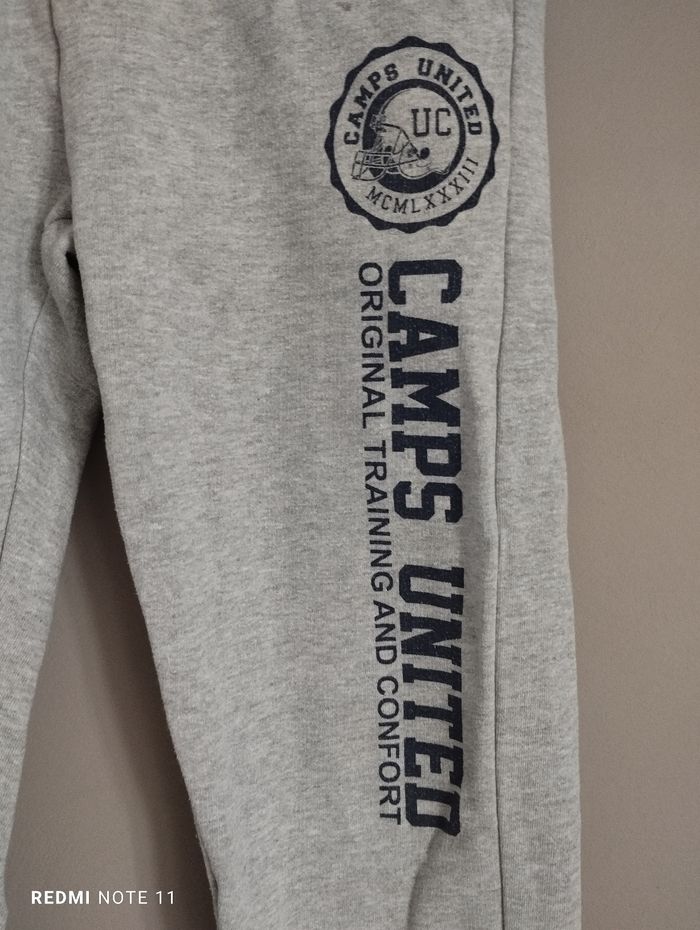 CAMPS UNITED
UC
MCMLXXXIII
CAMPS UNITED
ORIGINAL TRAINING AND CONFORT
REDMI NOTE 11